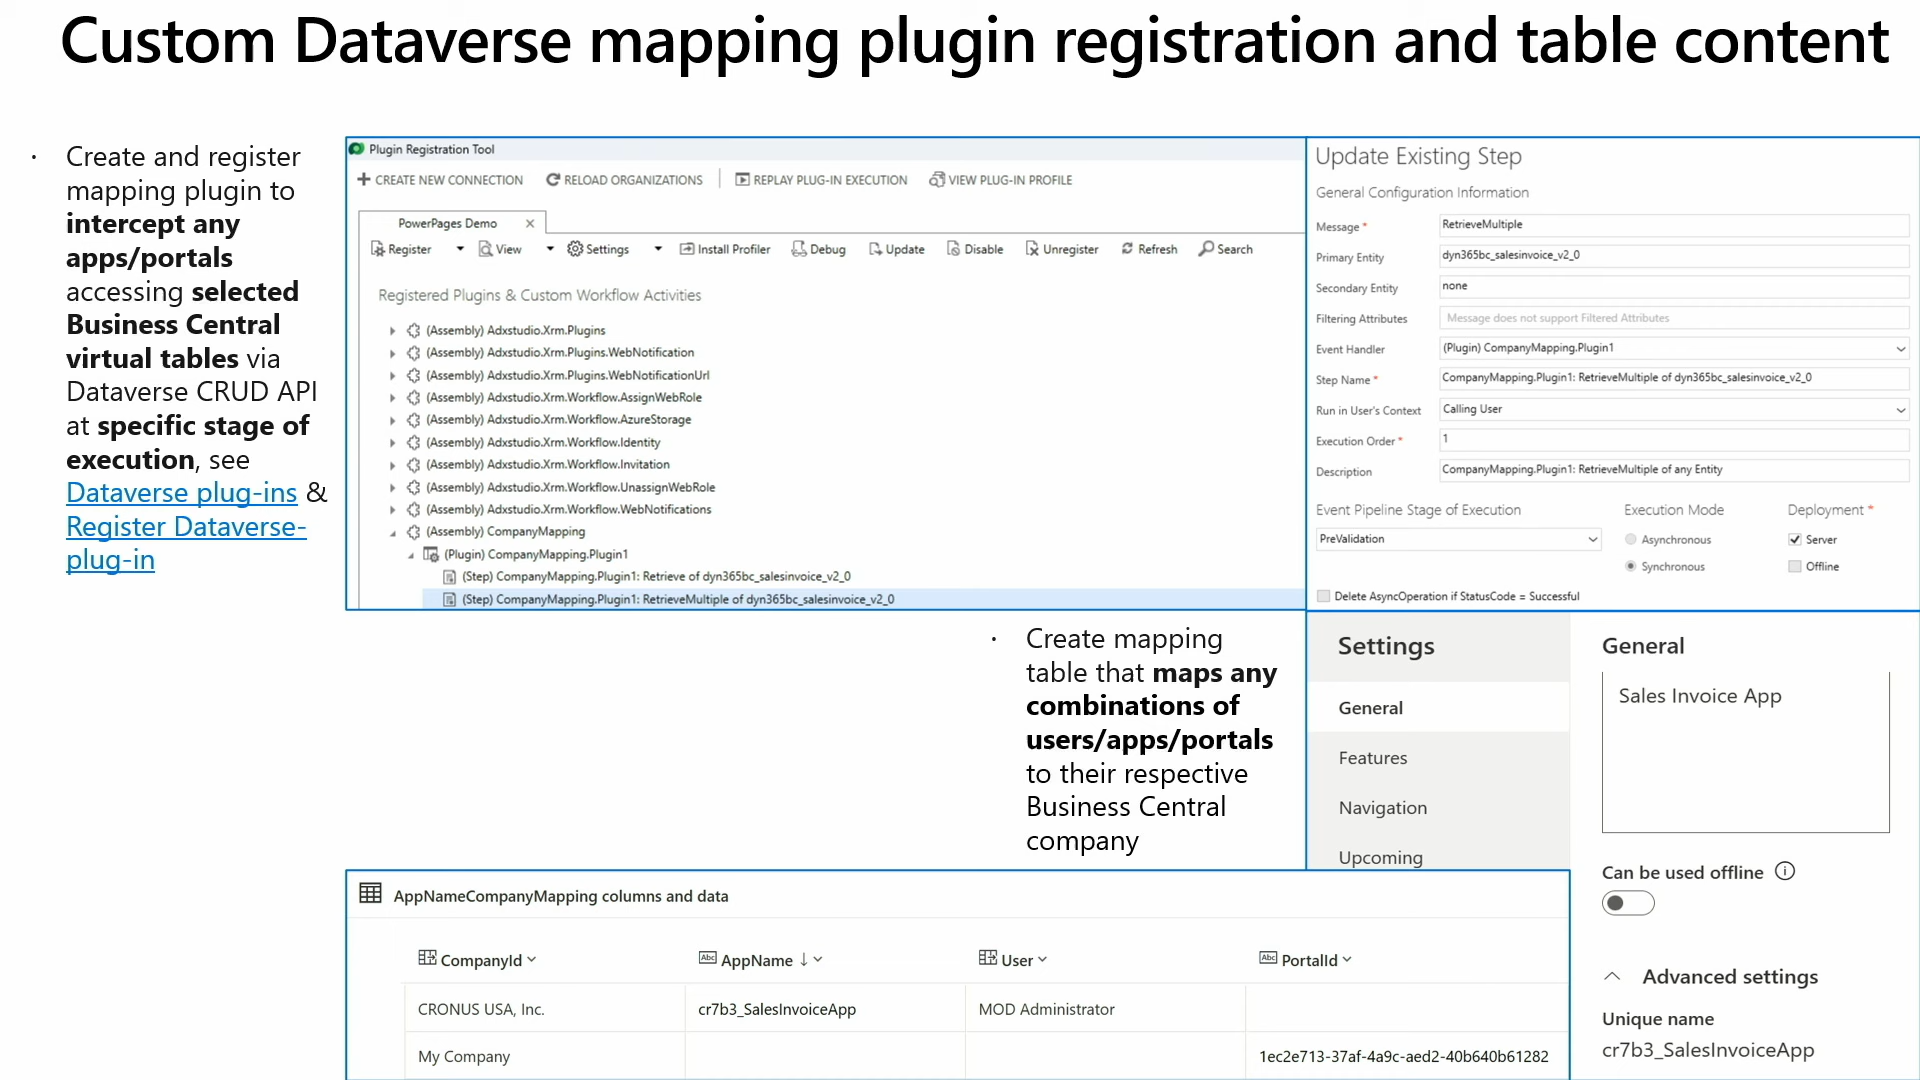 Custom Dataverse mapping plugin registration and table content
· Create and register
mapping plugin to
intercept any
apps/portals
accessing selected
Business Central
virtual tables via
Dataverse CRUD API
at specific stage of
execution, see
Dataverse plug-ins &
Register Dataverse-
plug-in
Plugin Registration Tool
CREATE NEW CONNECTION RELOAD ORGANIZATIONS REPLAY PLUG-IN EXECUTION VIEW PLUG-IN PROFILE
PowerPages Demo
Register View Settings Install Profiler Debug Update Disable Unregister Refresh Search
Registered Plugins & Custom Workflow Activities
(Assembly) Adxstudio.Xrm.Plugins
(Assembly) Adxstudio.Xrm.Plugins.WebNotification
(Assembly) Adxstudio.Xrm.Plugins.WebNotificationUrl
(Assembly) Adxstudio.Xrm.Workflow.AssignWebRole
(Assembly) Adxstudio.Xrm.Workflow.AzureStorage
(Assembly) Adxstudio.Xrm.Workflow.Identity
(Assembly) Adxstudio.Xrm.Workflow.Invitation
(Assembly) Adxstudio.Xrm.Workflow.UnassignWebRole
(Assembly) Adxstudio.Xrm.Workflow.WebNotifications
(Assembly) CompanyMapping
(Plugin) CompanyMapping.Plugin1
(Step) CompanyMapping.Plugin1: Retrieve of dyn365bc_salesinvoice_v2_0
(Step) CompanyMapping.Plugin1: RetrieveMultiple of dyn365bc_salesinvoice_v2_0
Update Existing Step
General Configuration Information
Message * RetrieveMultiple
Primary Entity dyn365bc_salesinvoice_v2_0
Secondary Entity none
Filtering Attributes Message does not support Filtered Attributes
Event Handler (Plugin) CompanyMapping.Plugin1
Step Name * CompanyMapping.Plugin1: RetrieveMultiple of dyn365bc_salesinvoice_v2_0
Run in User's Context Calling User
Execution Order * 1
Description CompanyMapping.Plugin1: RetrieveMultiple of any Entity
Event Pipeline Stage of Execution Execution Mode Deployment *
PreValidation Asynchronous Server
Synchronous Offline
Delete AsyncOperation if StatusCode = Successful
· Create mapping
table that maps any
combinations of
users/apps/portals
to their respective
Business Central
company
Settings
General
Features
Navigation
Upcoming
General
Sales Invoice App
Can be used offline
Advanced settings
Unique name
cr7b3_SalesInvoiceApp
AppNameCompanyMapping columns and data
CompanyId Abc AppName User Abc PortalId
CRONUS USA, Inc. cr7b3_SalesInvoiceApp MOD Administrator
My Company 1ec2e713-37af-4a9c-aed2-40b640b61282